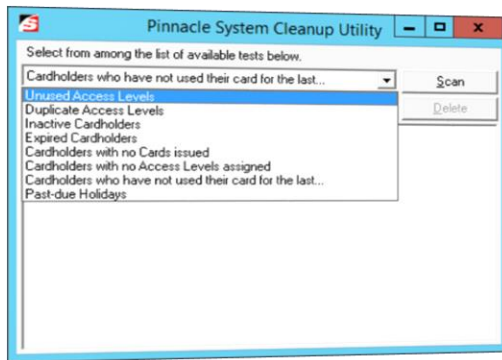 Pinnacle System Cleanup Utility
Select from among the list of available tests below.
Cardholders who have not used their card for the last...
Scan
Unused Access Levels
Delete
Duplicate Access Levels
Inactive Cardholders
Expired Cardholders
Cardholders with no Cards issued
Cardholders with no Access Levels assigned
Cardholders who have not used their card for the last...
Past-due Holidays